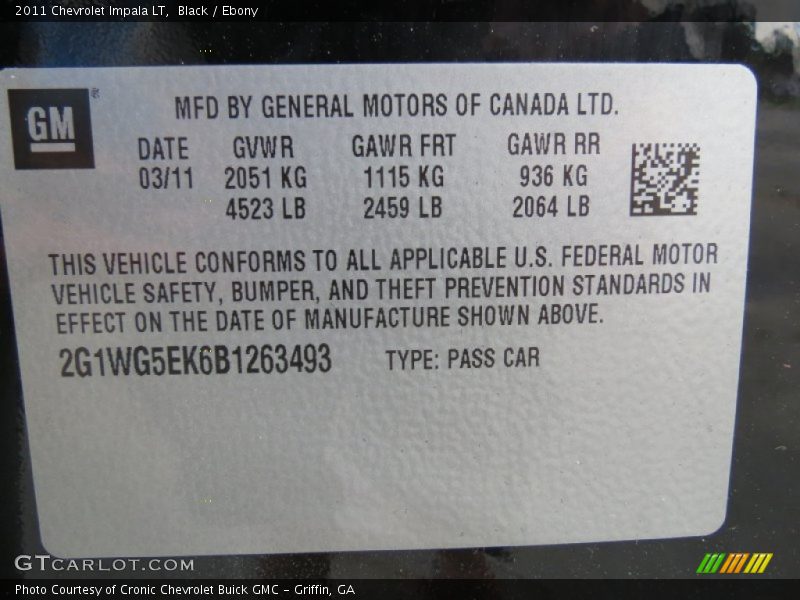 2011 Chevrolet Impala LT, Black / Ebony
GM
®
MFD BY GENERAL MOTORS OF CANADA LTD.
DATE GVWR GAWR FRT GAWR RR
03/11 2051 KG 1115 KG 936 KG
4523 LB 2459 LB 2064 LB
THIS VEHICLE CONFORMS TO ALL APPLICABLE U.S. FEDERAL MOTOR
VEHICLE SAFETY, BUMPER, AND THEFT PREVENTION STANDARDS IN
EFFECT ON THE DATE OF MANUFACTURE SHOWN ABOVE.
2G1WG5EK6B1263493 TYPE: PASS CAR
GTCARLOT.COM
Photo Courtesy of Cronic Chevrolet Buick GMC – Griffin, GA